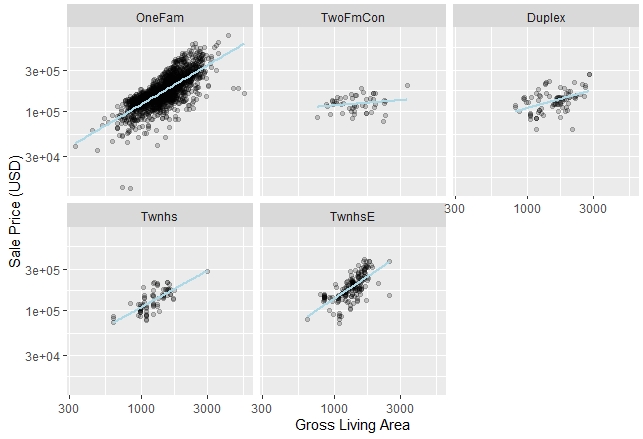 OneFam TwoFmCon Duplex
3e+05
1e+05
3e+04
300 1000 3000
Twnhs TwnhsE
3e+05
1e+05
3e+04
300 1000 3000 300 1000 3000
Sale Price (USD)
Gross Living Area